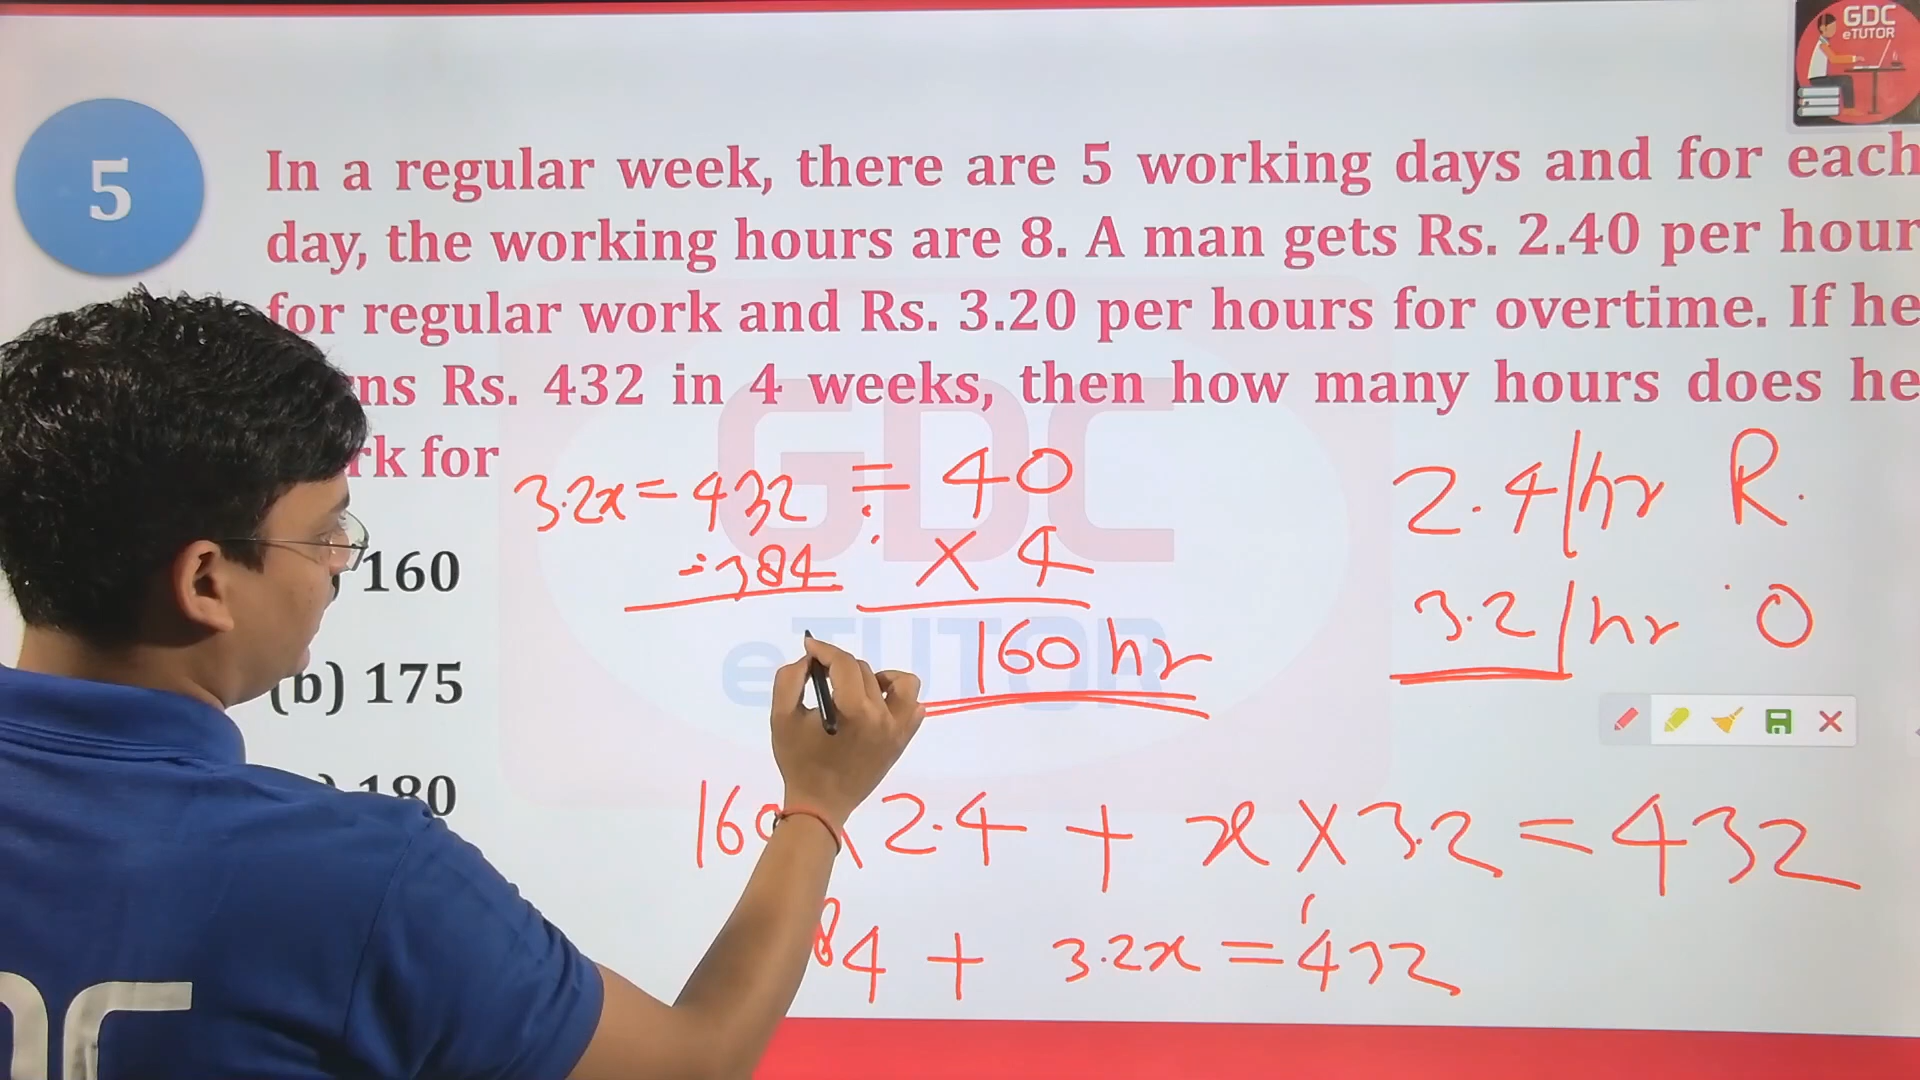 GDC
eTUTOR
5
In a regular week, there are 5 working days and for each
day, the working hours are 8. A man gets Rs. 2.40 per hour
for regular work and Rs. 3.20 per hours for overtime. If he
ns Rs. 432 in 4 weeks, then how many hours does he
rk for
3.2x = 432
- 384
= 40
× 4
160 hr
2.4/hr R.
3.2/hr O
) 160
(b) 175
) 180
GDC
eTUTOR
160 × 2.4 + x × 3.2 = 432
84 + 3.2x = 432
DC